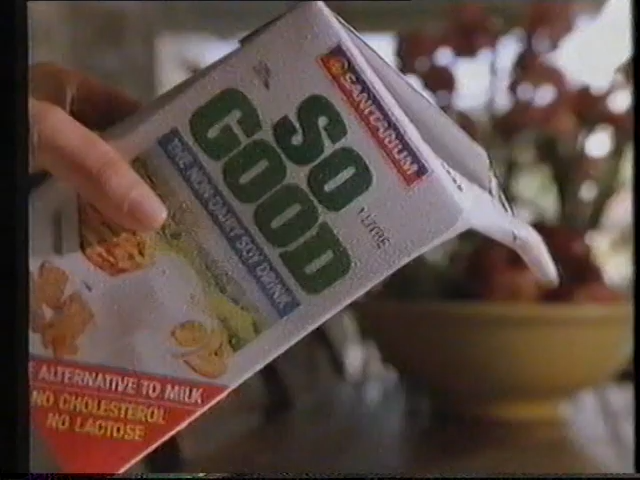 SANITARIUM
SO
GOOD
1 LITRE
THE NON-DAIRY SOY DRINK
ALTERNATIVE TO MILK
NO CHOLESTEROL
NO LACTOSE